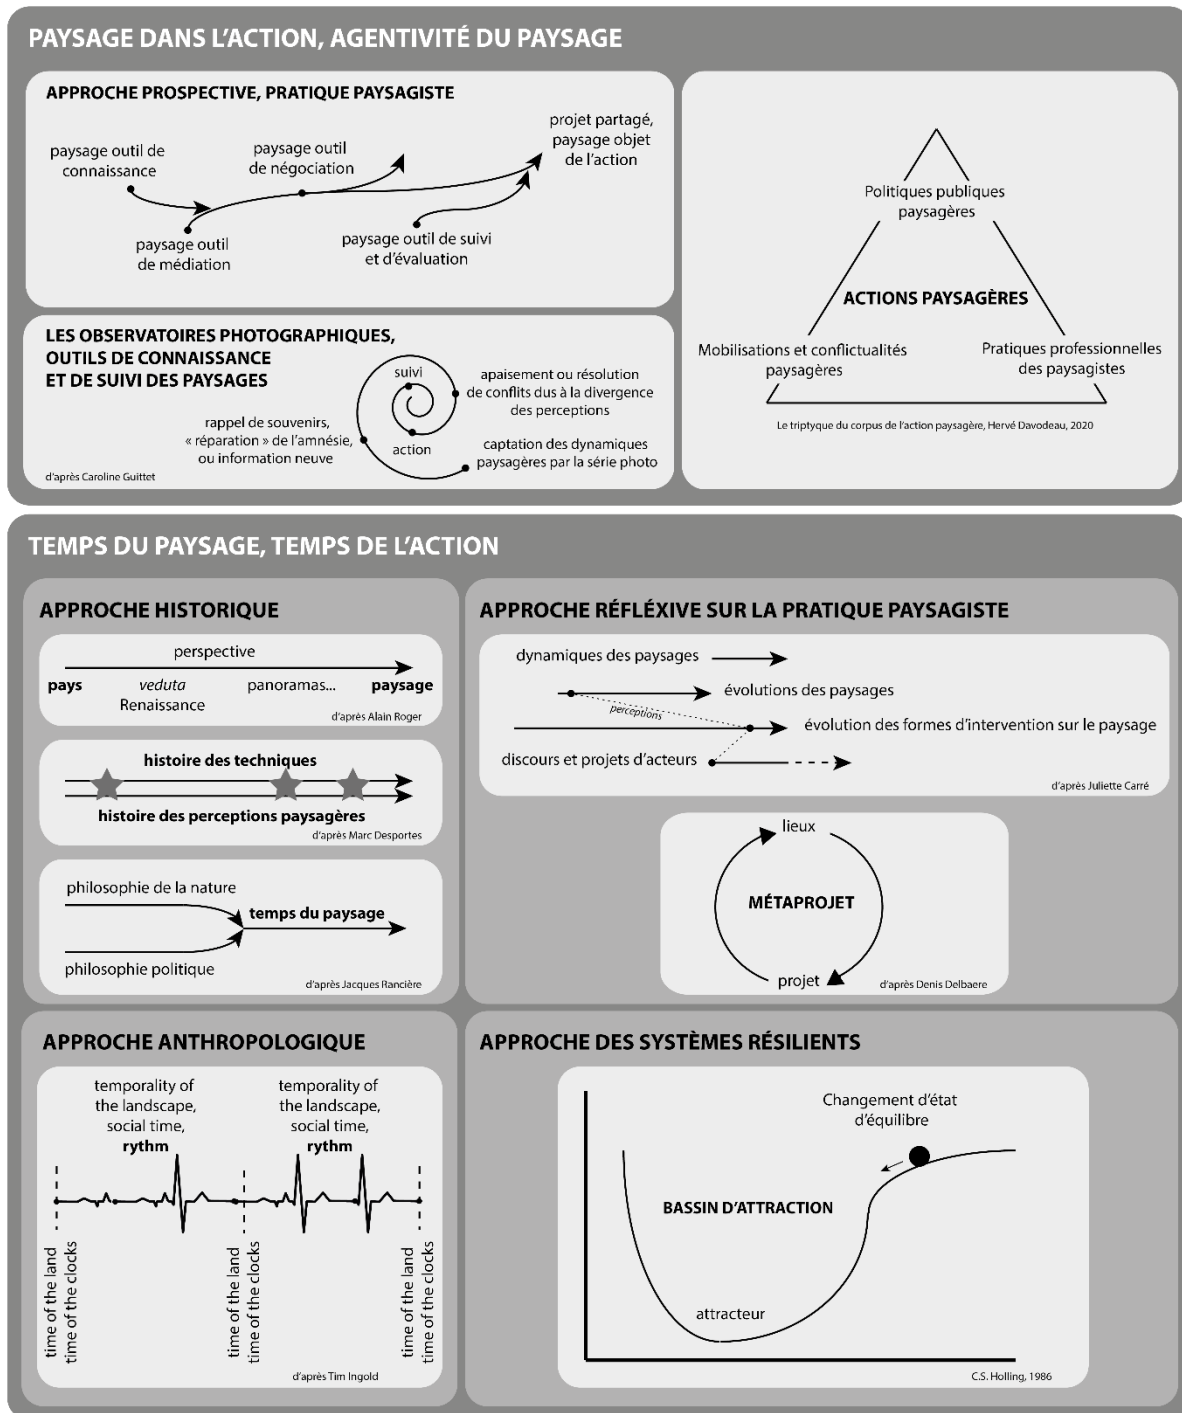 PAYSAGE DANS L'ACTION, AGENTIVITÉ DU PAYSAGE
APPROCHE PROSPECTIVE, PRATIQUE PAYSAGISTE
paysage outil de
connaissance
paysage outil
de négociation
projet partagé,
paysage objet
de l'action
paysage outil
de médiation
paysage outil de suivi
et d'évaluation
LES OBSERVATOIRES PHOTOGRAPHIQUES,
OUTILS DE CONNAISSANCE
ET DE SUIVI DES PAYSAGES
suivi
apaisement ou résolution
de conflits dus à la divergence
des perceptions
rappel de souvenirs,
« réparation » de l'amnésie,
ou information neuve
action
captation des dynamiques
paysagères par la série photo
d'après Caroline Guittet
Politiques publiques
paysagères
ACTIONS PAYSAGÈRES
Mobilisations et conflictualités
paysagères
Pratiques professionnelles
des paysagistes
Le triptyque du corpus de l'action paysagère, Hervé Davodeau, 2020
TEMPS DU PAYSAGE, TEMPS DE L'ACTION
APPROCHE HISTORIQUE
perspective
pays
veduta
Renaissance
panoramas...
paysage
d'après Alain Roger
histoire des techniques
histoire des perceptions paysagères
d'après Marc Desportes
philosophie de la nature
temps du paysage
philosophie politique
d'après Jacques Rancière
APPROCHE RÉFLÉXIVE SUR LA PRATIQUE PAYSAGISTE
dynamiques des paysages
évolutions des paysages
perceptions
évolution des formes d'intervention sur le paysage
discours et projets d'acteurs
d'après Juliette Carré
lieux
MÉTAPROJET
projet
d'après Denis Delbaere
APPROCHE ANTHROPOLOGIQUE
temporality of
the landscape,
social time,
rythm
temporality of
the landscape,
social time,
rythm
time of the land
time of the clocks
time of the land
time of the clocks
time of the land
time of the clocks
d'après Tim Ingold
APPROCHE DES SYSTÈMES RÉSILIENTS
Changement d'état
d'équilibre
BASSIN D'ATTRACTION
attracteur
C.S. Holling, 1986